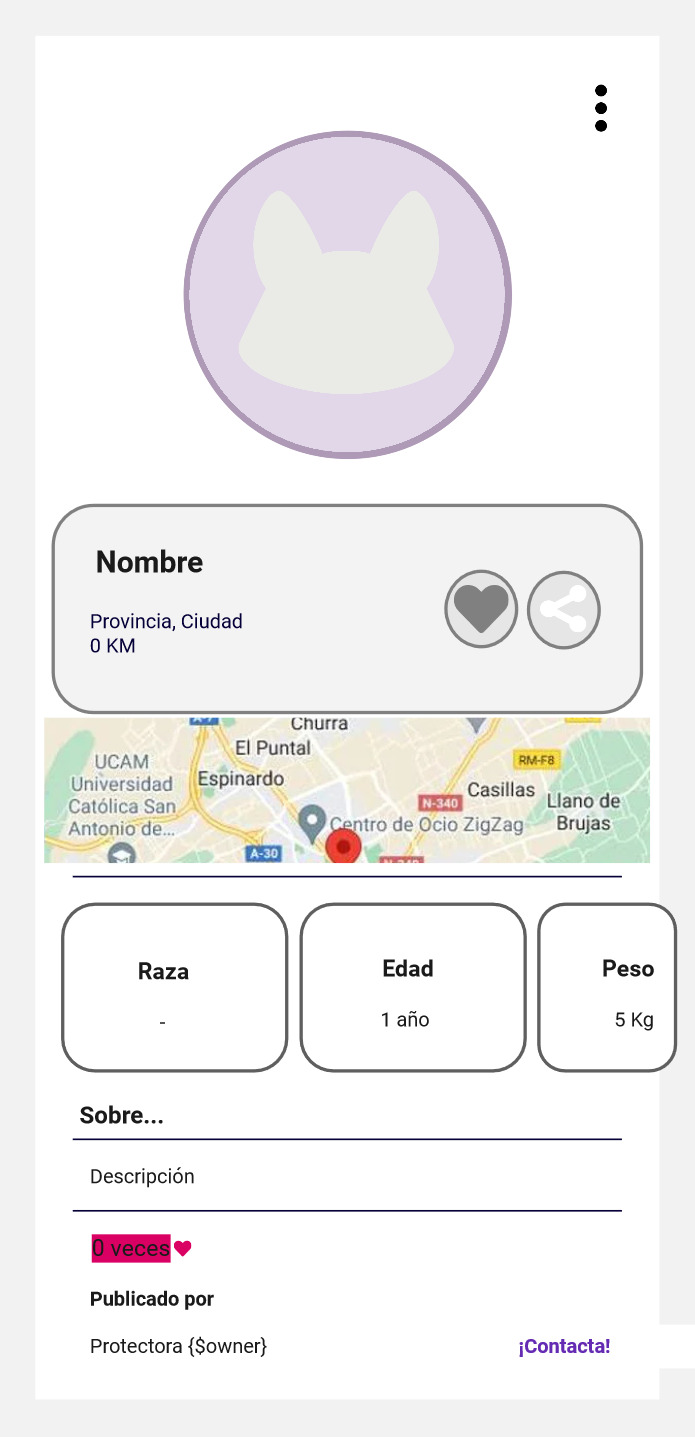 Nombre
Provincia, Ciudad
0 KM
Churra
El Puntal
UCAM
Universidad
Católica San
Antonio de...
Espinardo
RM-F8
Casillas
N-340
Llano de
Brujas
Centro de Ocio ZigZag
A-30
Raza
-
Edad
1 año
Peso
5 Kg
Sobre...
Descripción
0 veces
Publicado por
Protectora {$owner}
¡Contacta!